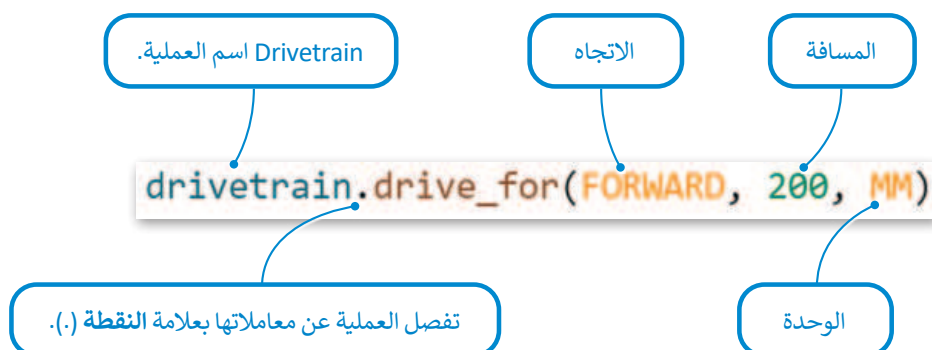 Drivetrain اسم العملية.
الاتجاه
المسافة
drivetrain.drive_for(FORWARD, 200, MM)
تفصل العملية عن معاملاتها بعلامة النقطة (.).
الوحدة